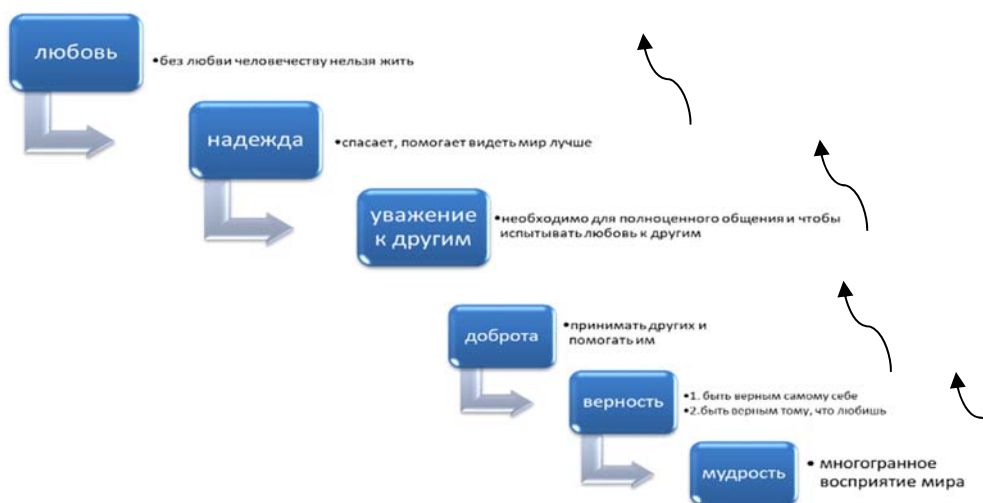 любовь
•без любви человечеству нельзя жить
надежда
•спасает, помогает видеть мир лучше
уважение
к другим
•необходимо для полноценного общения и чтобы
испытывать любовь к другим
доброта
•принимать других и
помогать им
верность
•1. быть верным самому себе
•2.быть верным тому, что любишь
мудрость
• многогранное
восприятие мира